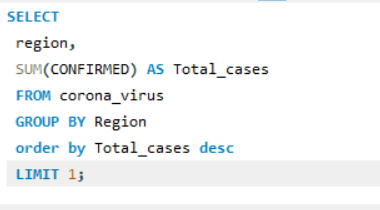 SELECT
region,
SUM(CONFIRMED) AS Total_cases
FROM corona_virus
GROUP BY Region
order by Total_cases desc
LIMIT 1;